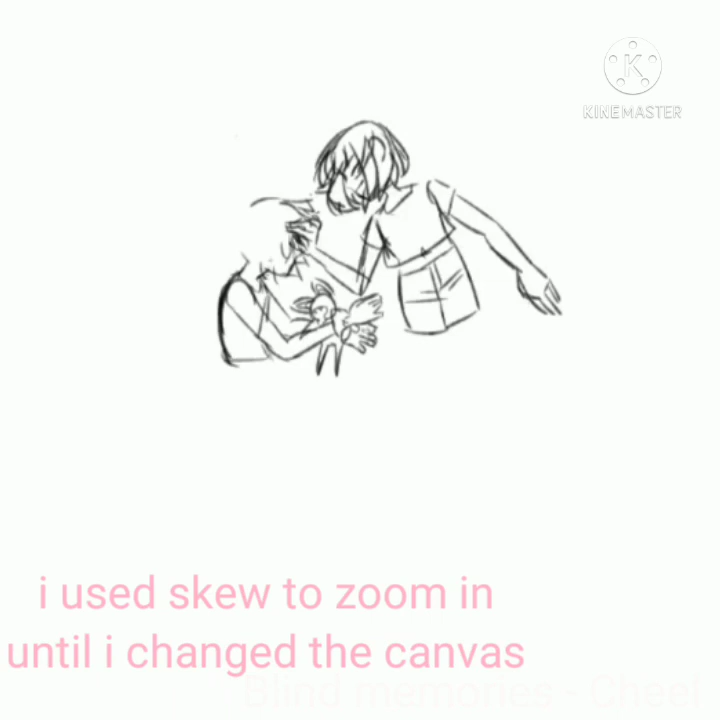 K
KINEMASTER
i used skew to zoom in
until i changed the canvas
Blind memories - Cheel